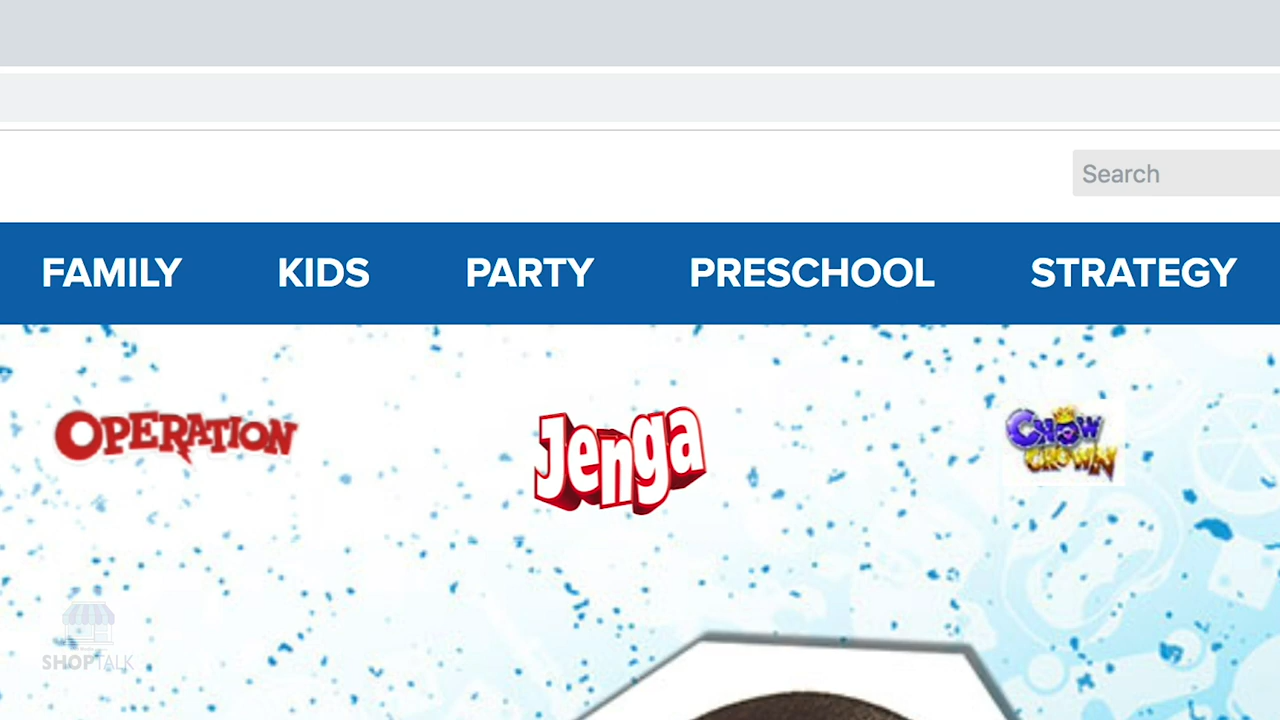 Search
FAMILY KIDS PARTY PRESCHOOL STRATEGY
OPERATION Jenga CHOW CROWN
SHOPTALK